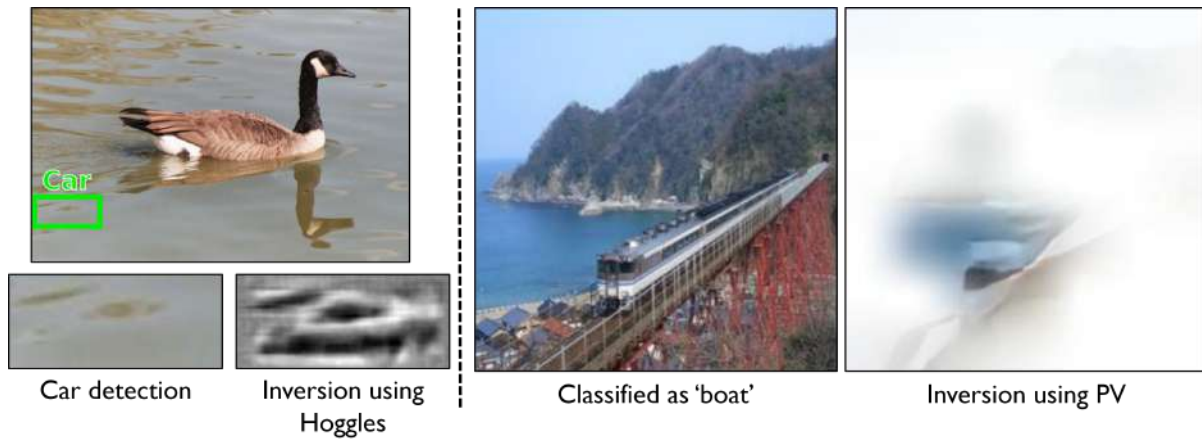 Car
Car detection
Inversion using
Hoggles
Classified as 'boat'
Inversion using PV